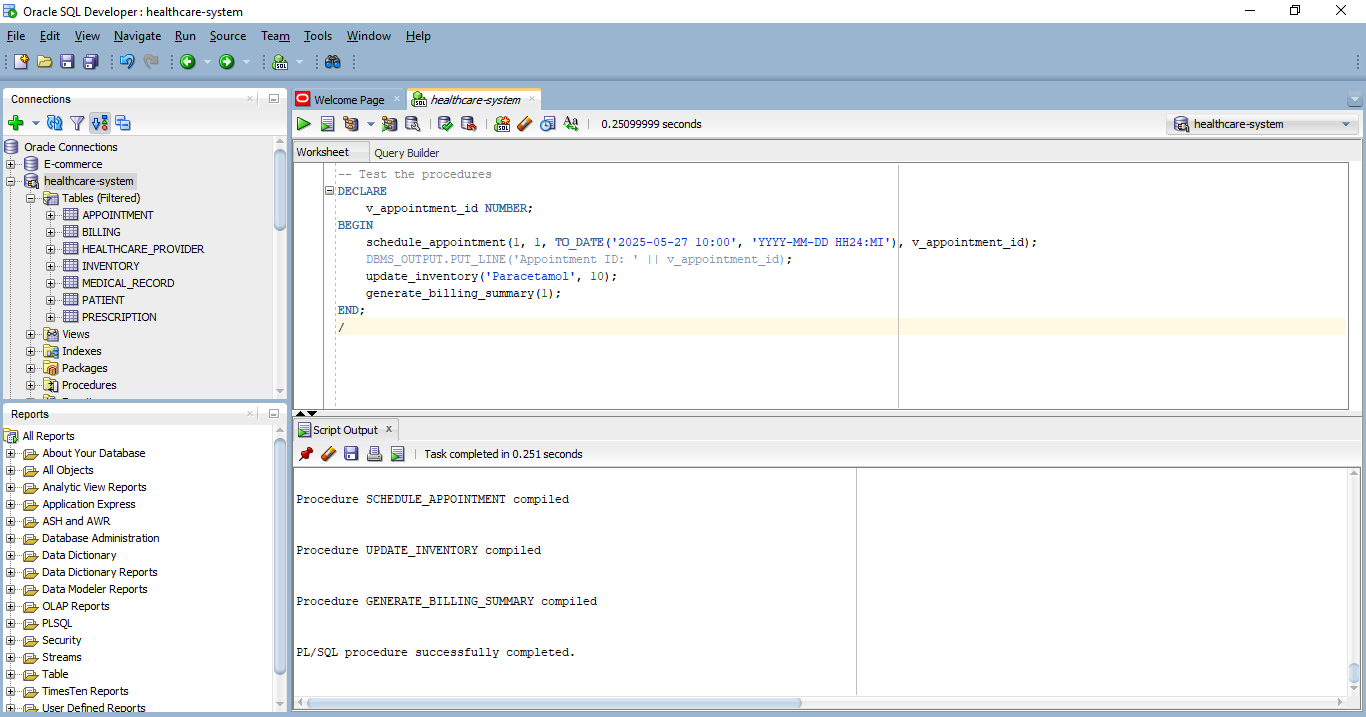 Oracle SQL Developer : healthcare-system
File Edit View Navigate Run Source Team Tools Window Help
Connections
Oracle Connections
E-commerce
healthcare-system
Tables (Filtered)
APPOINTMENT
BILLING
HEALTHCARE_PROVIDER
INVENTORY
MEDICAL_RECORD
PATIENT
PRESCRIPTION
Views
Indexes
Packages
Procedures
Reports
All Reports
About Your Database
All Objects
Analytic View Reports
Application Express
ASH and AWR
Database Administration
Data Dictionary
Data Dictionary Reports
Data Modeler Reports
OLAP Reports
PLSQL
Security
Streams
Table
TimesTen Reports
User Defined Reports
Welcome Page
healthcare-system
SQL
0.25099999 seconds
healthcare-system
Worksheet Query Builder
-- Test the procedures
DECLARE
    v_appointment_id NUMBER;
BEGIN
    schedule_appointment(1, 1, TO_DATE('2025-05-27 10:00', 'YYYY-MM-DD HH24:MI'), v_appointment_id);
    DBMS_OUTPUT.PUT_LINE('Appointment ID: ' || v_appointment_id);
    update_inventory('Paracetamol', 10);
    generate_billing_summary(1);
END;
/
Script Output
Task completed in 0.251 seconds
Procedure SCHEDULE_APPOINTMENT compiled
Procedure UPDATE_INVENTORY compiled
Procedure GENERATE_BILLING_SUMMARY compiled
PL/SQL procedure successfully completed.